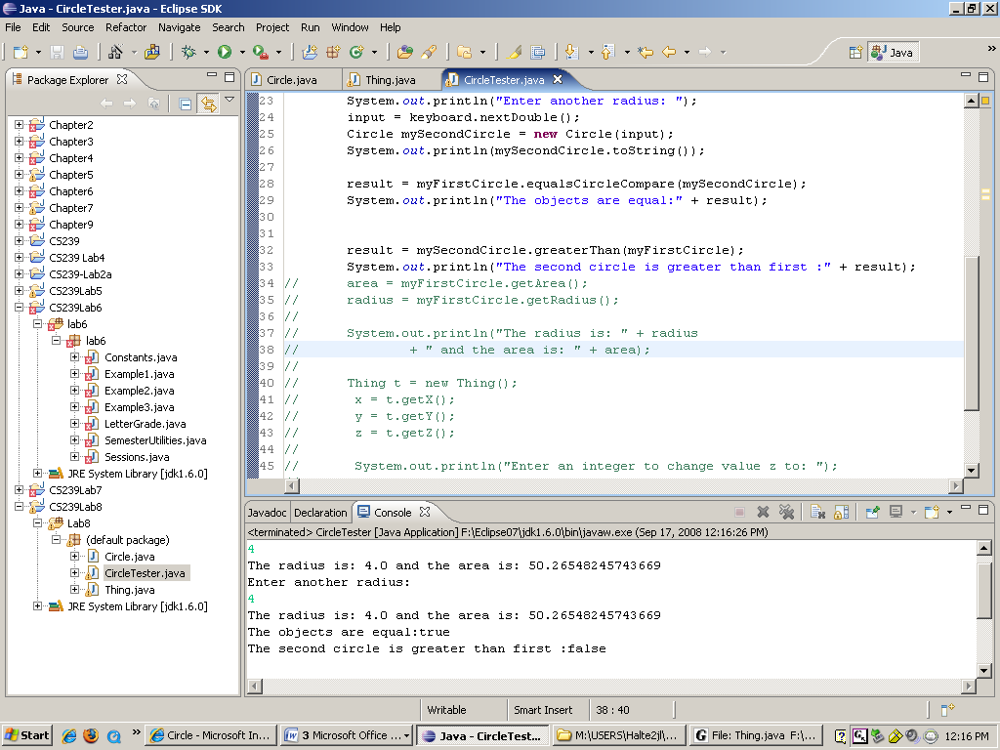 Java - CircleTester.java - Eclipse SDK
File Edit Source Refactor Navigate Search Project Run Window Help
Java
»
Package Explorer
Chapter2
Chapter3
Chapter4
Chapter5
Chapter6
Chapter7
Chapter9
CS239
CS239 Lab4
CS239-Lab2a
CS239Lab5
CS239Lab6
lab6
lab6
Constants.java
Example1.java
Example2.java
Example3.java
LetterGrade.java
SemesterUtilities.java
Sessions.java
JRE System Library [jdk1.6.0]
CS239Lab7
CS239Lab8
Lab8
(default package)
Circle.java
CircleTester.java
Thing.java
JRE System Library [jdk1.6.0]
Circle.java Thing.java CircleTester.java
23 System.out.println("Enter another radius: ");
24 input = keyboard.nextDouble();
25 Circle mySecondCircle = new Circle(input);
26 System.out.println(mySecondCircle.toString());
27
28 result = myFirstCircle.equalsCircleCompare(mySecondCircle);
29 System.out.println("The objects are equal:" + result);
30
31
32 result = mySecondCircle.greaterThan(myFirstCircle);
33 System.out.println("The second circle is greater than first :" + result);
34 // area = myFirstCircle.getArea();
35 // radius = myFirstCircle.getRadius();
36 //
37 // System.out.println("The radius is: " + radius
38 // + " and the area is: " + area);
39 //
40 // Thing t = new Thing();
41 // x = t.getX();
42 // y = t.getY();
43 // z = t.getZ();
44 //
45 // System.out.println("Enter an integer to change value z to: ");
Javadoc Declaration Console
<terminated> CircleTester [Java Application] F:\Eclipse07\jdk1.6.0\bin\javaw.exe (Sep 17, 2008 12:16:26 PM)
4
The radius is: 4.0 and the area is: 50.26548245743669
Enter another radius:
4
The radius is: 4.0 and the area is: 50.26548245743669
The objects are equal:true
The second circle is greater than first :false
Writable Smart Insert 38 : 40
Start » Circle - Microsoft In... 3 Microsoft Office ... Java - CircleTest... M:\USERS\Halte2jl\... File: Thing.java F:\... 12:16 PM